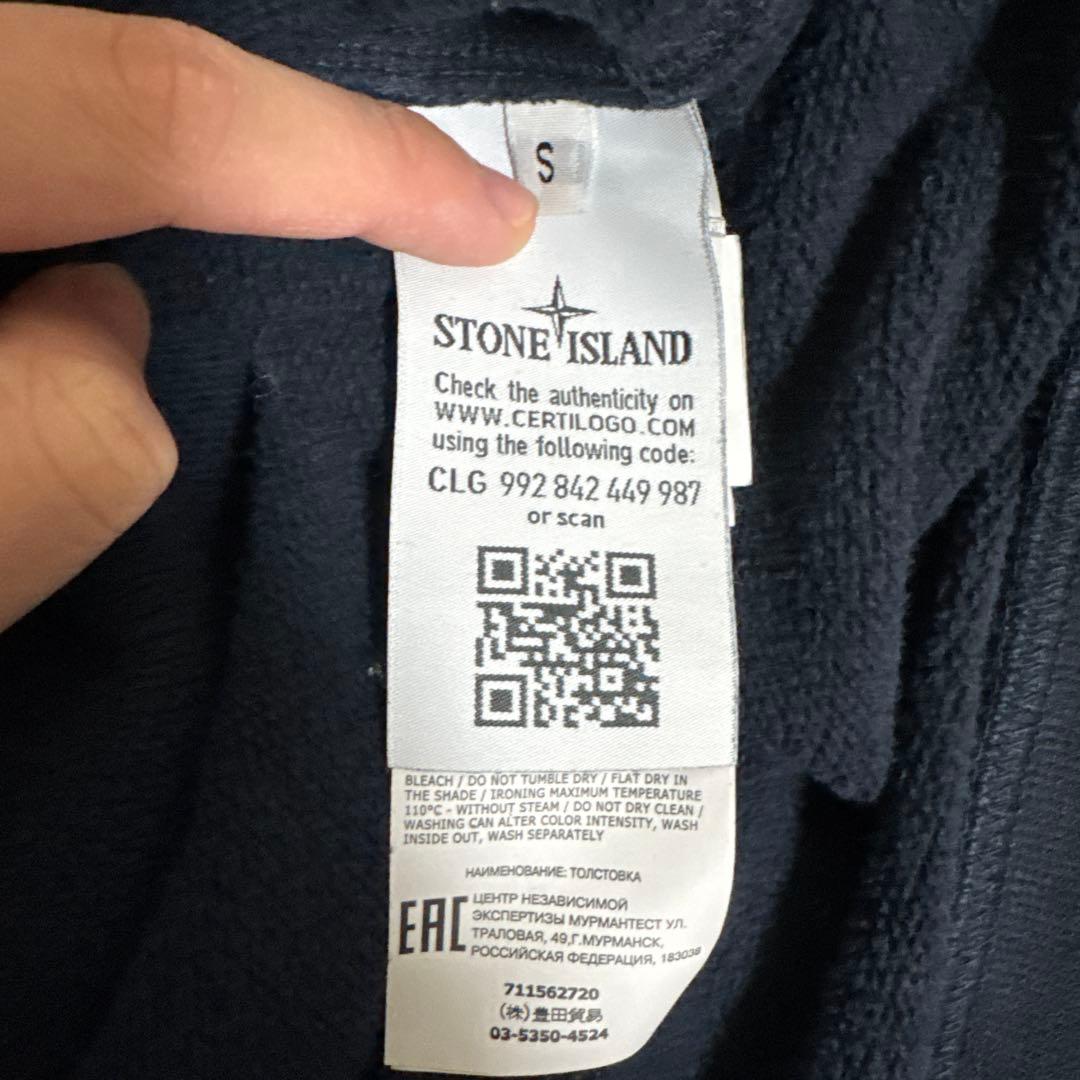 S
STONE ISLAND
Check the authenticity on
WWW.CERTILOGO.COM
using the following code:
CLG 992 842 449 987
or scan
BLEACH / DO NOT TUMBLE DRY / FLAT DRY IN
THE SHADE / IRONING MAXIMUM TEMPERATURE
110°C - WITHOUT STEAM / DO NOT DRY CLEAN /
WASHING CAN ALTER COLOR INTENSITY, WASH
INSIDE OUT, WASH SEPARATELY
НАИМЕНОВАНИЕ: ТОЛСТОВКА
EAC
ЦЕНТР НЕЗАВИСИМОЙ
ЭКСПЕРТИЗЫ МУРМАНТЕСТ УЛ.
ТРАЛОВАЯ, 49,Г.МУРМАНСК,
РОССИЙСКАЯ ФЕДЕРАЦИЯ, 183038
711562720
(株)豊田貿易
03-5350-4524